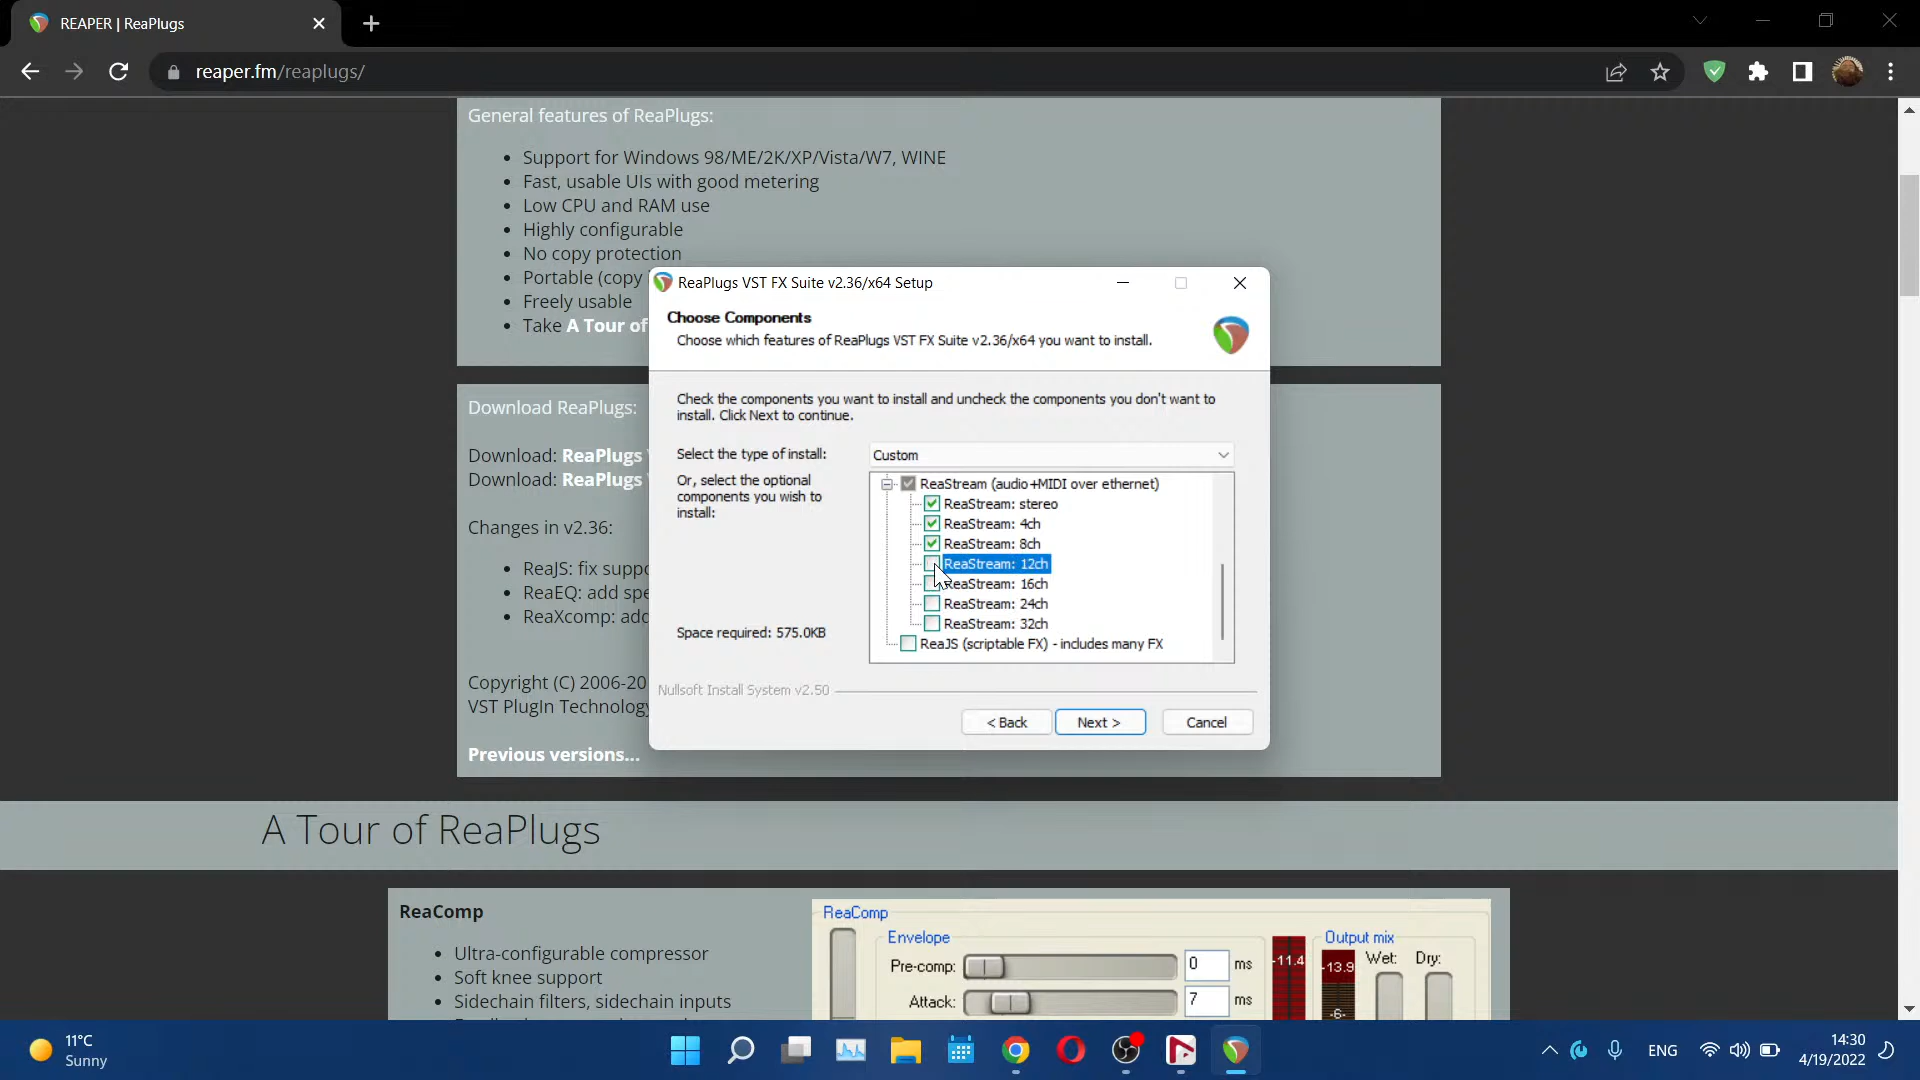 REAPER | ReaPlugs
reaper.fm/reaplugs/
General features of ReaPlugs:
Support for Windows 98/ME/2K/XP/Vista/W7, WINE
Fast, usable UIs with good metering
Low CPU and RAM use
Highly configurable
No copy protection
Portable (copy
Freely usable
Take A Tour of
Download ReaPlugs:
Download: ReaPlugs
Download: ReaPlugs
Changes in v2.36:
ReaJS: fix suppo
ReaEQ: add spe
ReaXcomp: add
Copyright (C) 2006-20
VST PlugIn Technology
Previous versions...
ReaPlugs VST FX Suite v2.36/x64 Setup
Choose Components
Choose which features of ReaPlugs VST FX Suite v2.36/x64 you want to install.
Check the components you want to install and uncheck the components you don't want to
install. Click Next to continue.
Select the type of install:
Custom
Or, select the optional
components you wish to
install:
ReaStream (audio+MIDI over ethernet)
ReaStream: stereo
ReaStream: 4ch
ReaStream: 8ch
ReaStream: 12ch
ReaStream: 16ch
ReaStream: 24ch
ReaStream: 32ch
ReaJS (scriptable FX) - includes many FX
Space required: 575.0KB
Nullsoft Install System v2.50
< Back
Next >
Cancel
A Tour of ReaPlugs
ReaComp
Ultra-configurable compressor
Soft knee support
Sidechain filters, sidechain inputs
ReaComp
Envelope
Pre-comp:
0
ms
Attack:
7
ms
-11.4
-13.9
-6-
Output mix
Wet:
Dry:
11°C
Sunny
ENG
14:30
4/19/2022